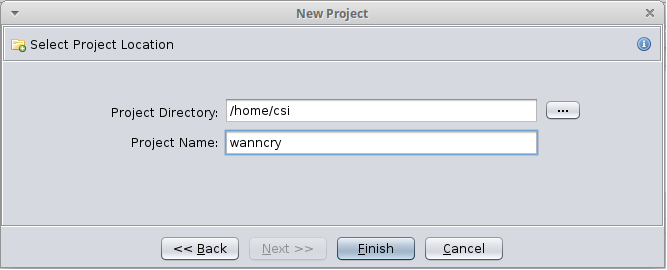 New Project
Select Project Location
Project Directory: /home/csi ...
Project Name: wanncry
<< Back Next >> Finish Cancel